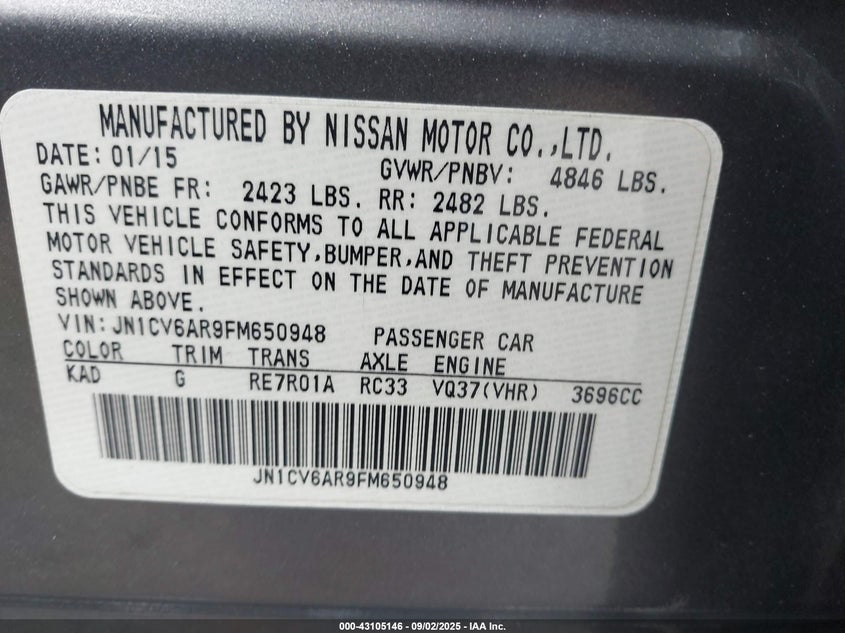 MANUFACTURED BY NISSAN MOTOR CO.,LTD.
DATE: 01/15 GVWR/PNBV: 4846 LBS.
GAWR/PNBE FR: 2423 LBS. RR: 2482 LBS.
THIS VEHICLE CONFORMS TO ALL APPLICABLE FEDERAL
MOTOR VEHICLE SAFETY,BUMPER,AND THEFT PREVENTION
STANDARDS IN EFFECT ON THE DATE OF MANUFACTURE
SHOWN ABOVE.
VIN: JN1CV6AR9FM650948 PASSENGER CAR
COLOR TRIM TRANS AXLE ENGINE
KAD G RE7R01A RC33 VQ37(VHR) 3696CC
JN1CV6AR9FM650948
000-43105146 - 09/02/2025 - IAA Inc.